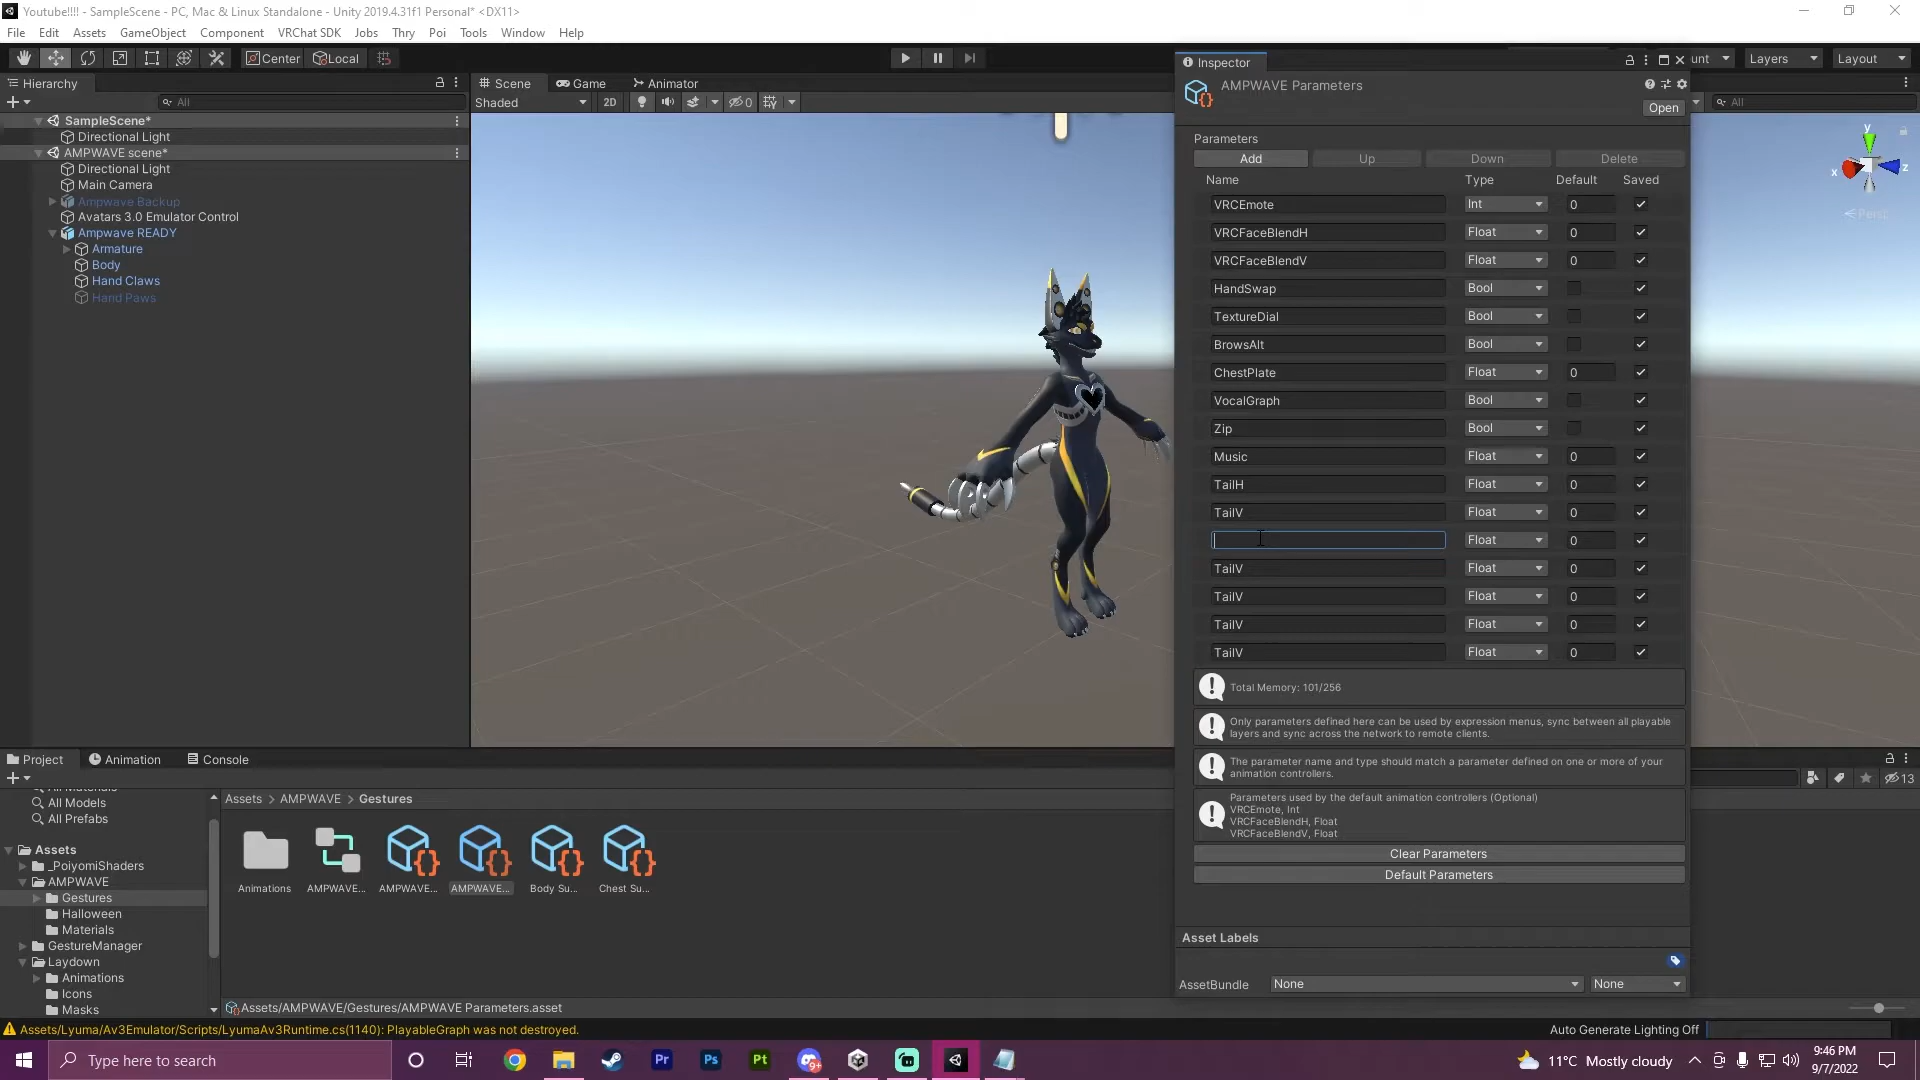 Youtube!!!! - SampleScene - PC, Mac & Linux Standalone - Unity 2019.4.31f1 Personal* <DX11>
File Edit Assets GameObject Component Tools VRChat SDK Jobs Thry Poi Window Help
Center Local
unt Layers Layout
Hierarchy
All
SampleScene*
Directional Light
AMPWAVE scene*
Directional Light
Main Camera
Ampwave Backup
Avatars 3.0 Emulator Control
Ampwave READY
Armature
Body
Hand Claws
Hand Paws
Scene Game Animator
Shaded 2D 0
All
y
x z
Persp
Inspector
AMPWAVE Parameters
Open
Parameters
Add Up Down Delete
Name Type Default Saved
VRCEmote Int 0
VRCFaceBlendH Float 0
VRCFaceBlendV Float 0
HandSwap Bool
TextureDial Bool
BrowsAlt Bool
ChestPlate Float 0
VocalGraph Bool
Zip Bool
Music Float 0
TailH Float 0
TailV Float 0
Float 0
TailV Float 0
TailV Float 0
TailV Float 0
TailV Float 0
Total Memory: 101/256
Only parameters defined here can be used by expression menus, sync between all playable
layers and sync across the network to remote clients.
The parameter name and type should match a parameter defined on one or more of your
animation controllers.
Parameters used by the default animation controllers (Optional)
VRCEmote, Int
VRCFaceBlendH, Float
VRCFaceBlendV, Float
Clear Parameters
Default Parameters
Asset Labels
AssetBundle None None
Project Animation Console
13
All Models
All Prefabs
Assets
_PoiyomiShaders
AMPWAVE
Gestures
Halloween
Materials
GestureManager
Laydown
Animations
Icons
Masks
Assets > AMPWAVE > Gestures
Animations AMPWAVE... AMPWAVE... AMPWAVE... Body Su... Chest Su...
Assets/AMPWAVE/Gestures/AMPWAVE Parameters.asset
Assets/Lyuma/Av3Emulator/Scripts/LyumaAv3Runtime.cs(1140): PlayableGraph was not destroyed.
Auto Generate Lighting Off
Type here to search
Pr Ps Pt 9+
11°C Mostly cloudy
9:46 PM
9/7/2022